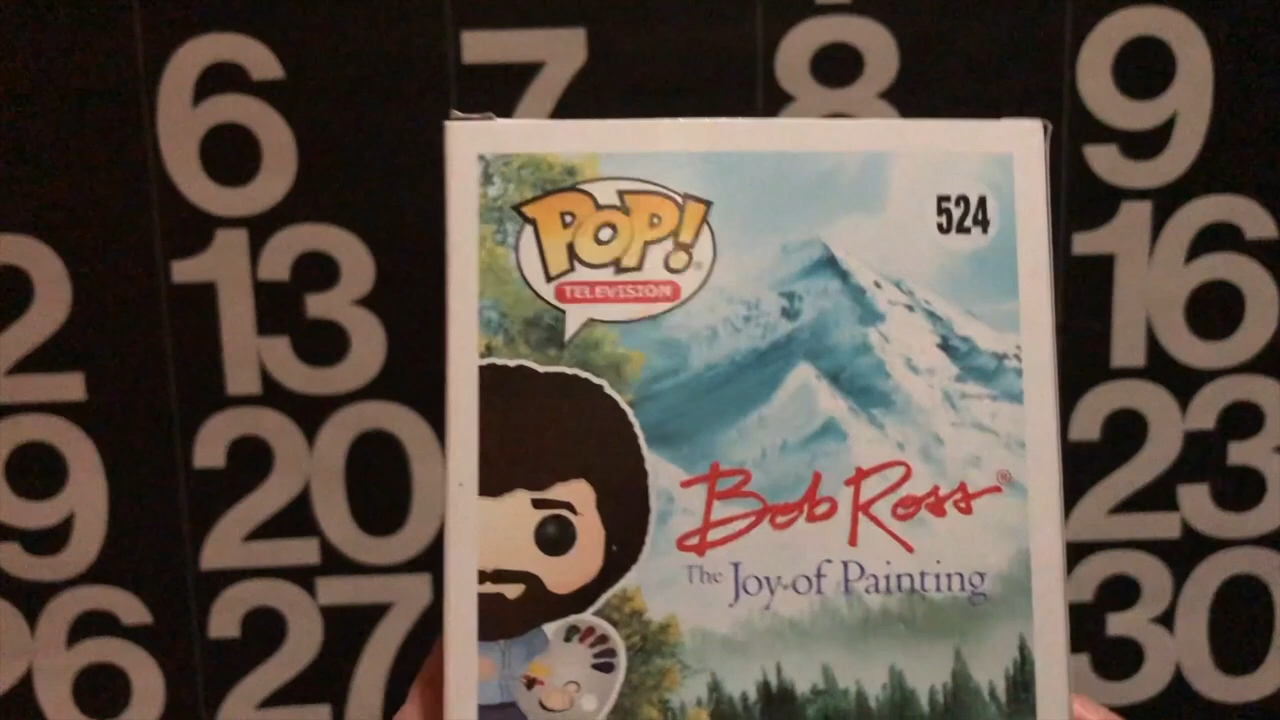 6 7 8 9
2 13 16
9 20 23
26 27 30
POP!
TELEVISION
524
Bob Ross®
The Joy of Painting